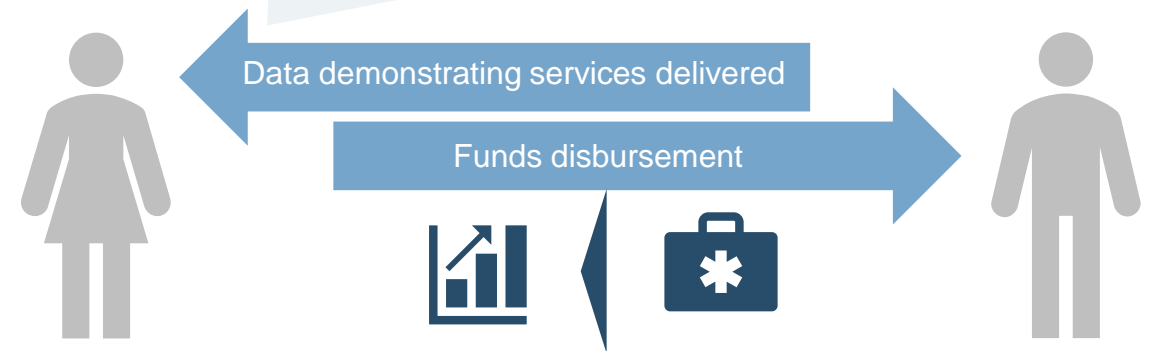 Data demonstrating services delivered
Funds disbursement